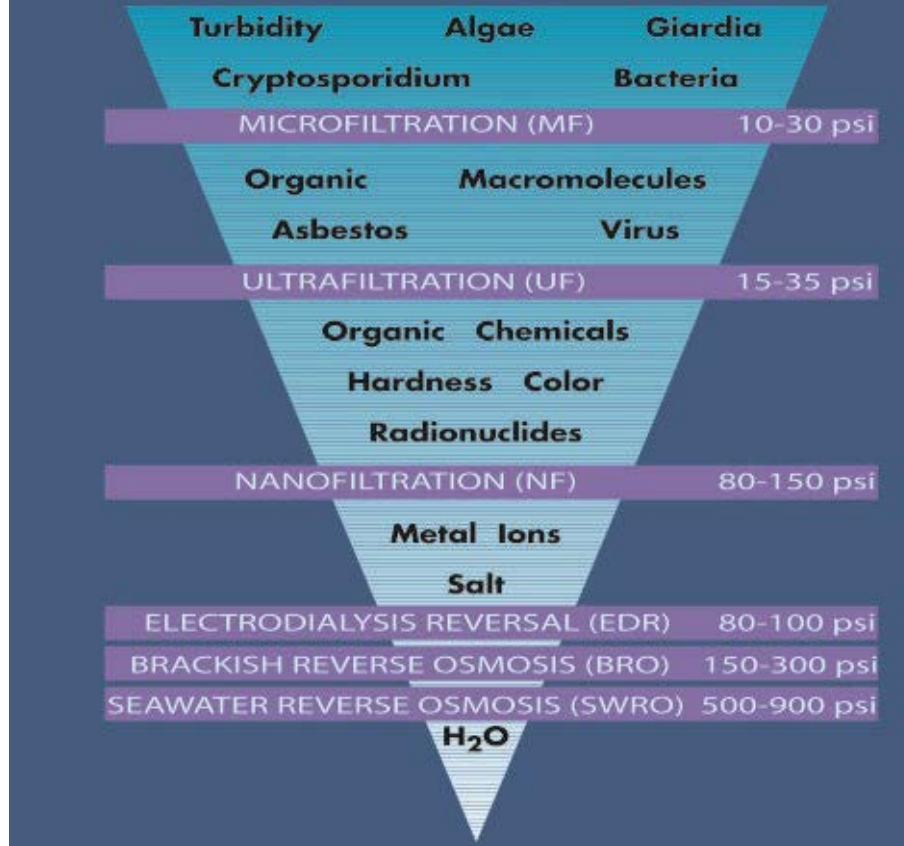 Turbidity Algae Giardia
Cryptosporidium Bacteria
MICROFILTRATION (MF) 10-30 psi
Organic Macromolecules
Asbestos Virus
ULTRAFILTRATION (UF) 15-35 psi
Organic Chemicals
Hardness Color
Radionuclides
NANOFILTRATION (NF) 80-150 psi
Metal Ions
Salt
ELECTRODIALYSIS REVERSAL (EDR) 80-100 psi
BRACKISH REVERSE OSMOSIS (BRO) 150-300 psi
SEAWATER REVERSE OSMOSIS (SWRO) 500-900 psi
H₂O